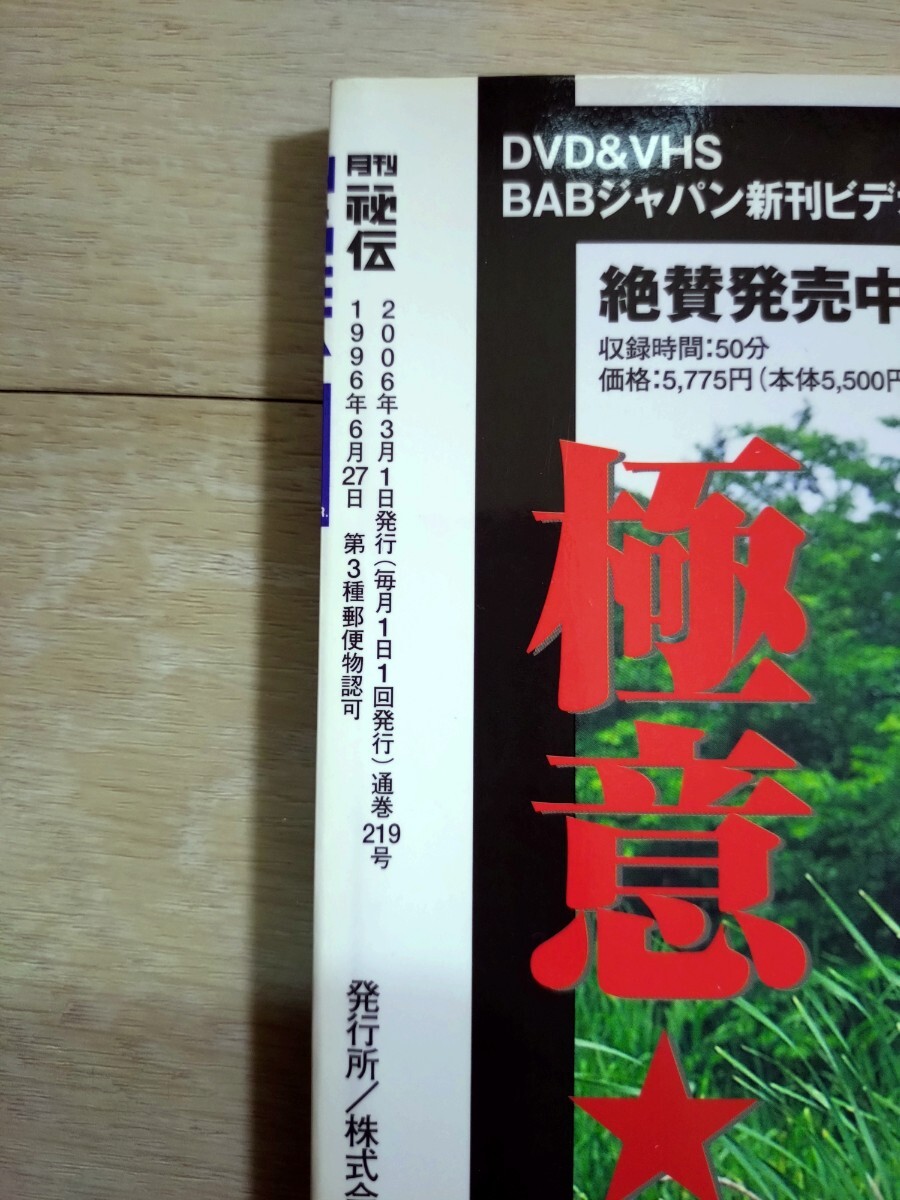 月刊
秘伝
2006年3月1日発行(毎月1日1回発行)通巻219号
1996年6月27日 第3種郵便物認可
発行所/株式会
DVD&VHS
BABジャパン新刊ビデオ
絶賛発売中
収録時間:50分
価格:5,775円(本体5,500円
極意★